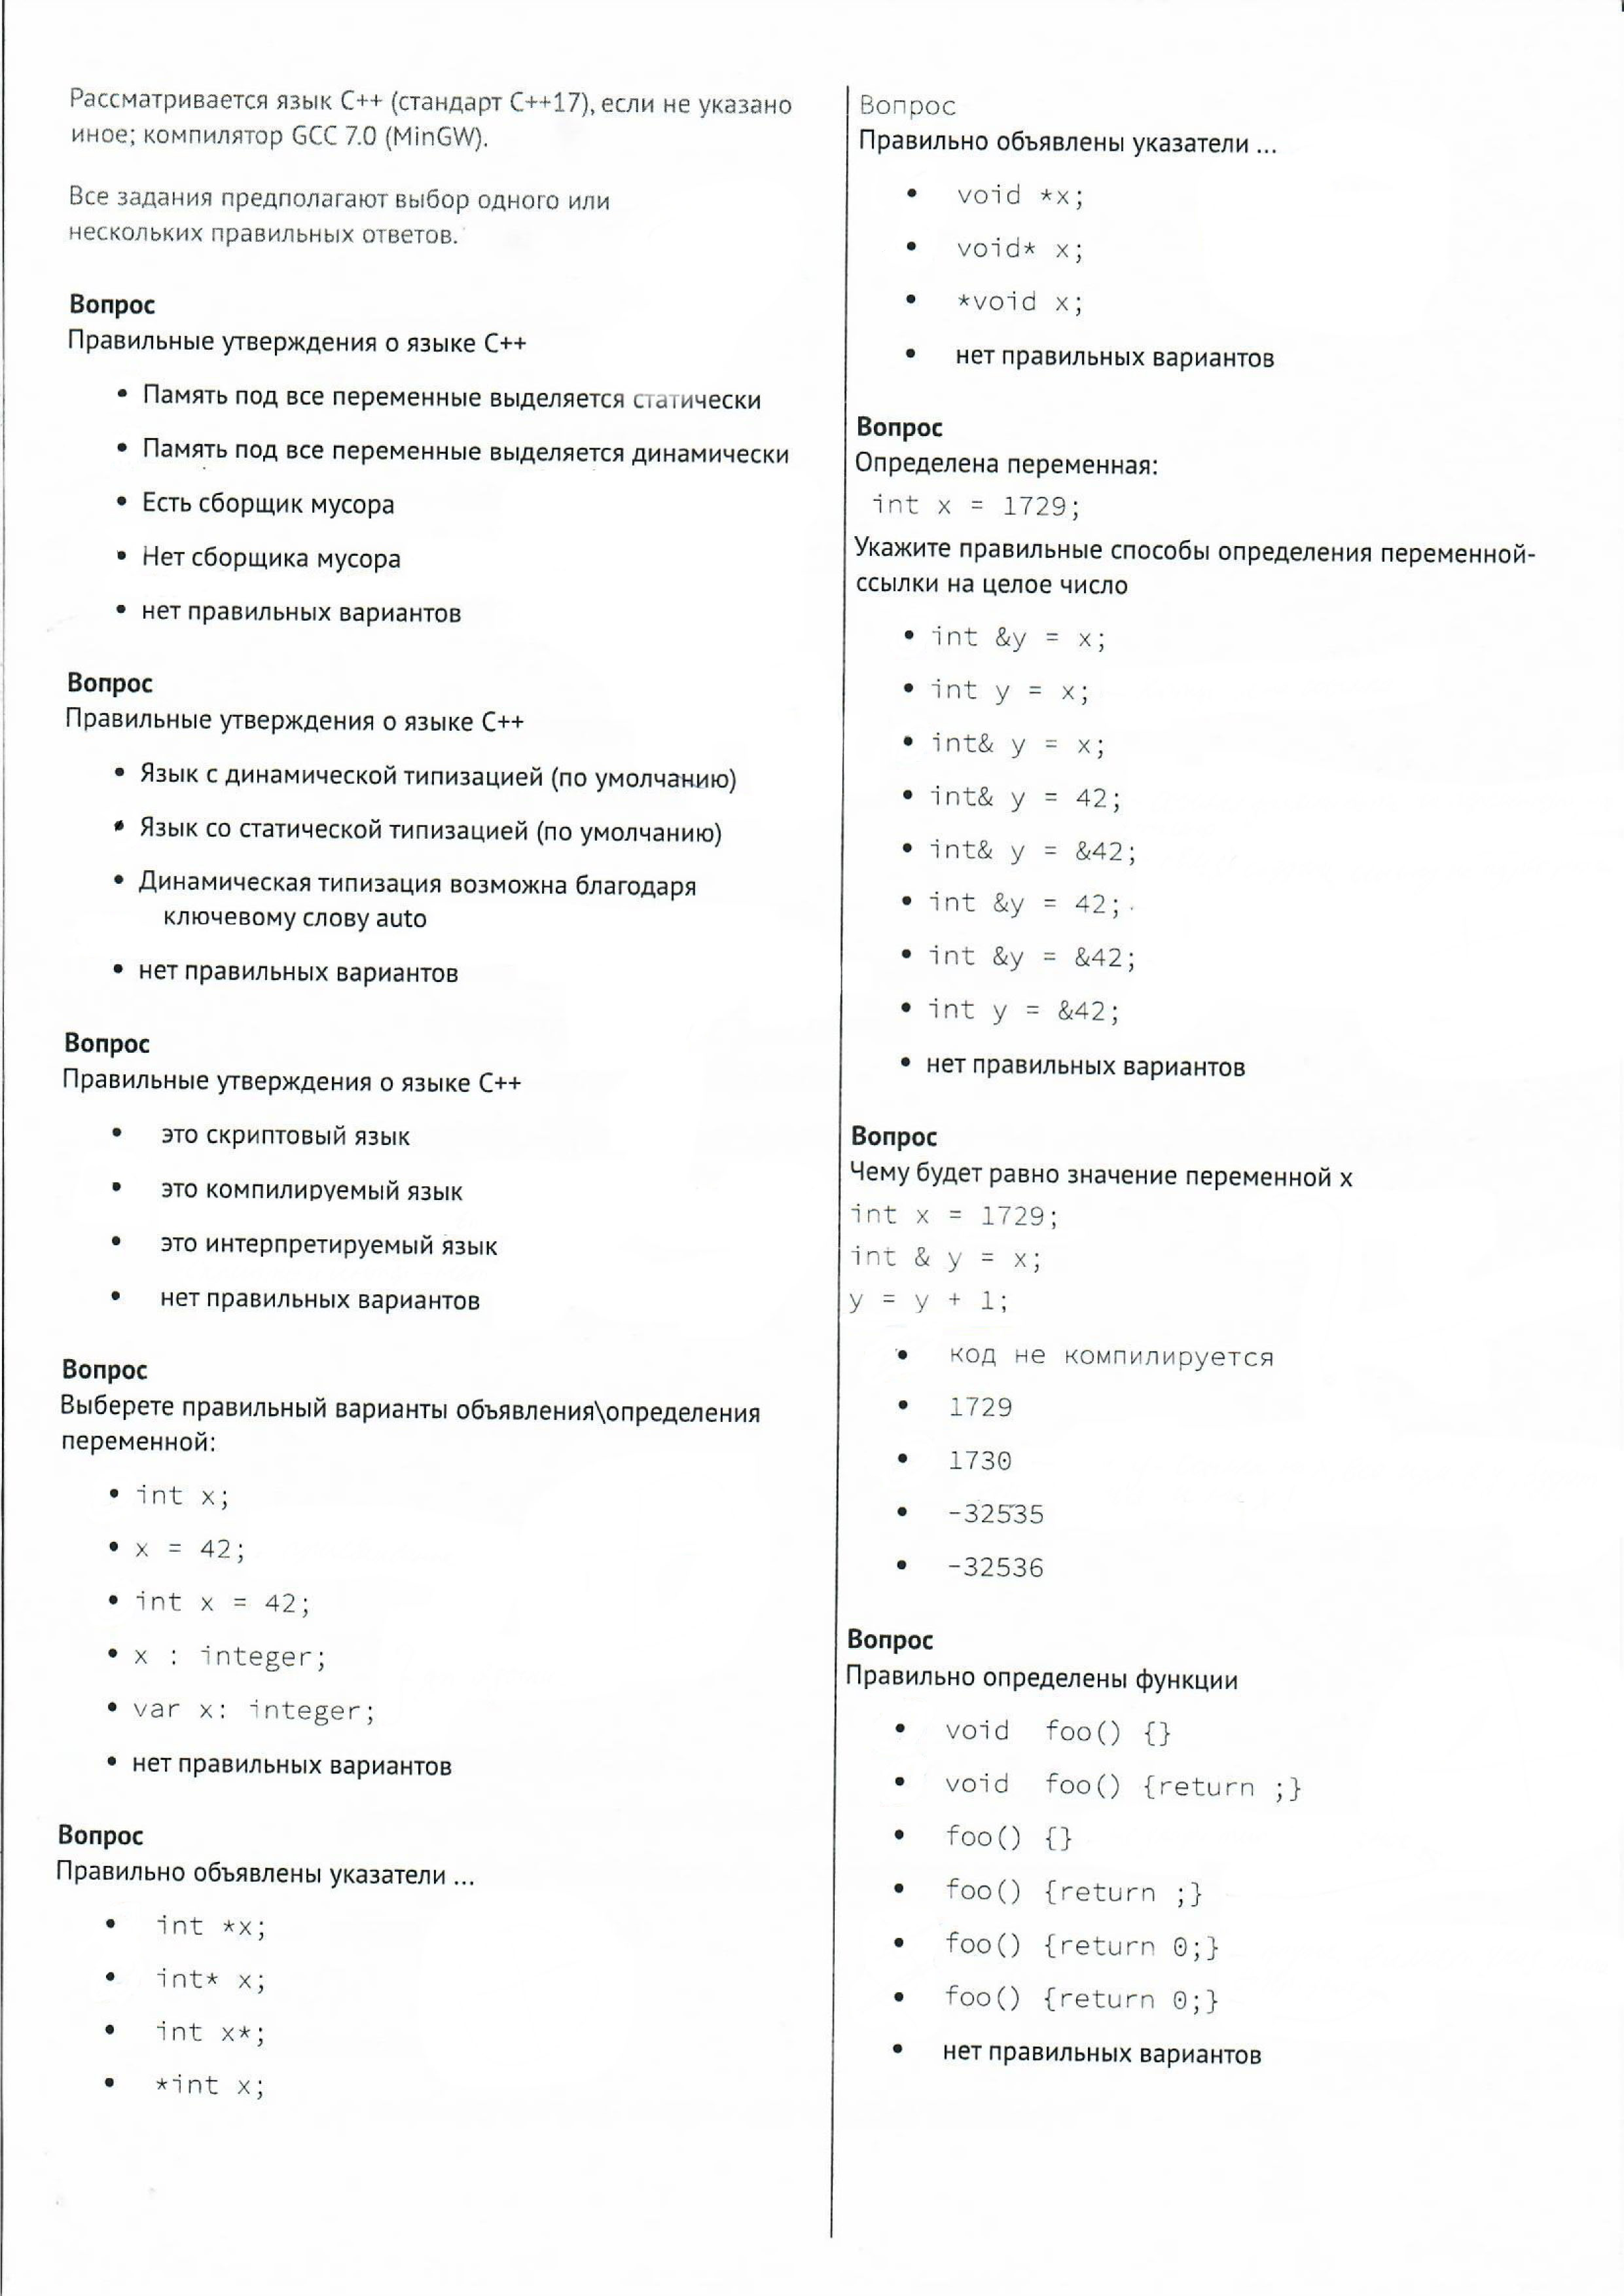 Рассматривается язык C++ (стандарт C++17), если не указано
иное; компилятор GCC 7.0 (MinGW).
Все задания предполагают выбор одного или
нескольких правильных ответов.
Вопрос
Правильные утверждения о языке C++
• Память под все переменные выделяется статически
• Память под все переменные выделяется динамически
• Есть сборщик мусора
• Нет сборщика мусора
• нет правильных вариантов
Вопрос
Правильные утверждения о языке C++
• Язык с динамической типизацией (по умолчанию)
• Язык со статической типизацией (по умолчанию)
• Динамическая типизация возможна благодаря
ключевому слову auto
• нет правильных вариантов
Вопрос
Правильные утверждения о языке C++
• это скриптовый язык
• это компилируемый язык
• это интерпретируемый язык
• нет правильных вариантов
Вопрос
Выберете правильный варианты объявления\определения
переменной:
• int x;
• x = 42;
• int x = 42;
• x : integer;
• var x: integer;
• нет правильных вариантов
Вопрос
Правильно объявлены указатели ...
• int *x;
• int* x;
• int x*;
• *int x;
Вопрос
Правильно объявлены указатели ...
• void *x;
• void* x;
• *void x;
• нет правильных вариантов
Вопрос
Определена переменная:
int x = 1729;
Укажите правильные способы определения переменной-
ссылки на целое число
• int &y = x;
• int y = x;
• int& y = x;
• int& y = 42;
• int& y = &42;
• int &y = 42;
• int &y = &42;
• int y = &42;
• нет правильных вариантов
Вопрос
Чему будет равно значение переменной x
int x = 1729;
int & y = x;
y = y + 1;
• код не компилируется
• 1729
• 1730
• -32535
• -32536
Вопрос
Правильно определены функции
• void  foo() {}
• void  foo() {return ;}
• foo() {}
• foo() {return ;}
• foo() {return 0;}
• foo() {return 0;}
• нет правильных вариантов